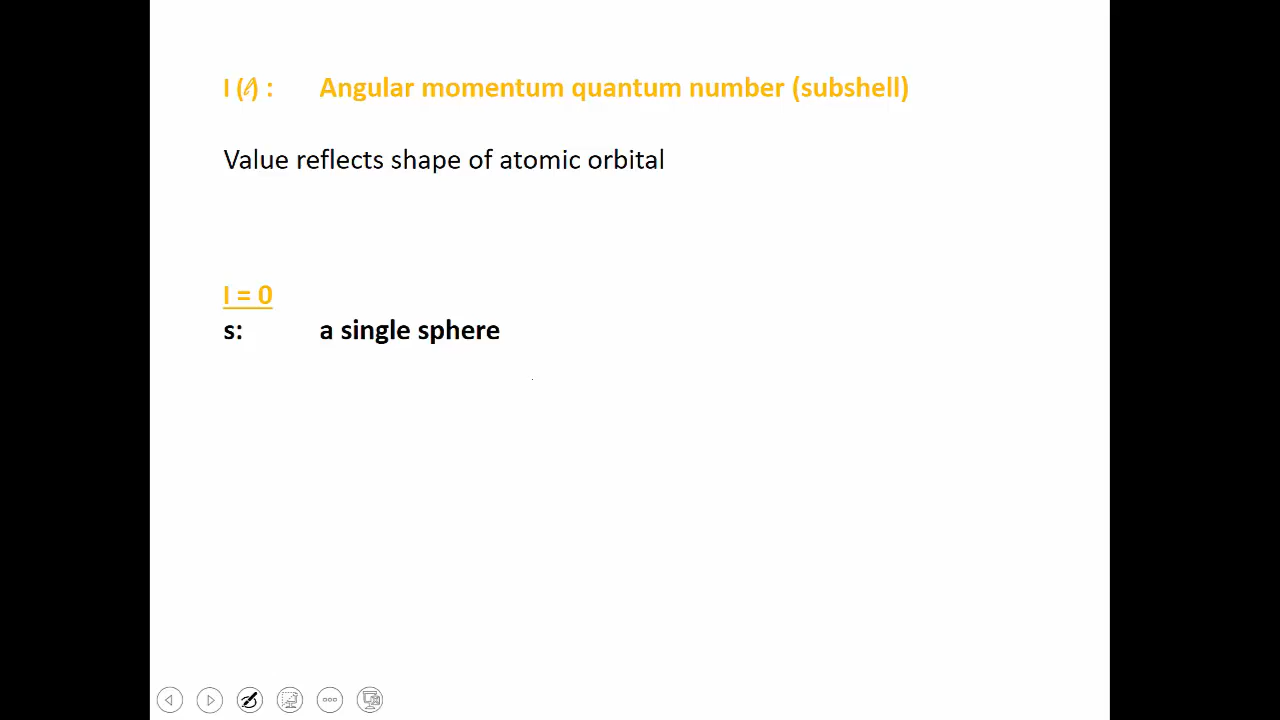 l (ℓ) : Angular momentum quantum number (subshell)
Value reflects shape of atomic orbital
l = 0
s: a single sphere